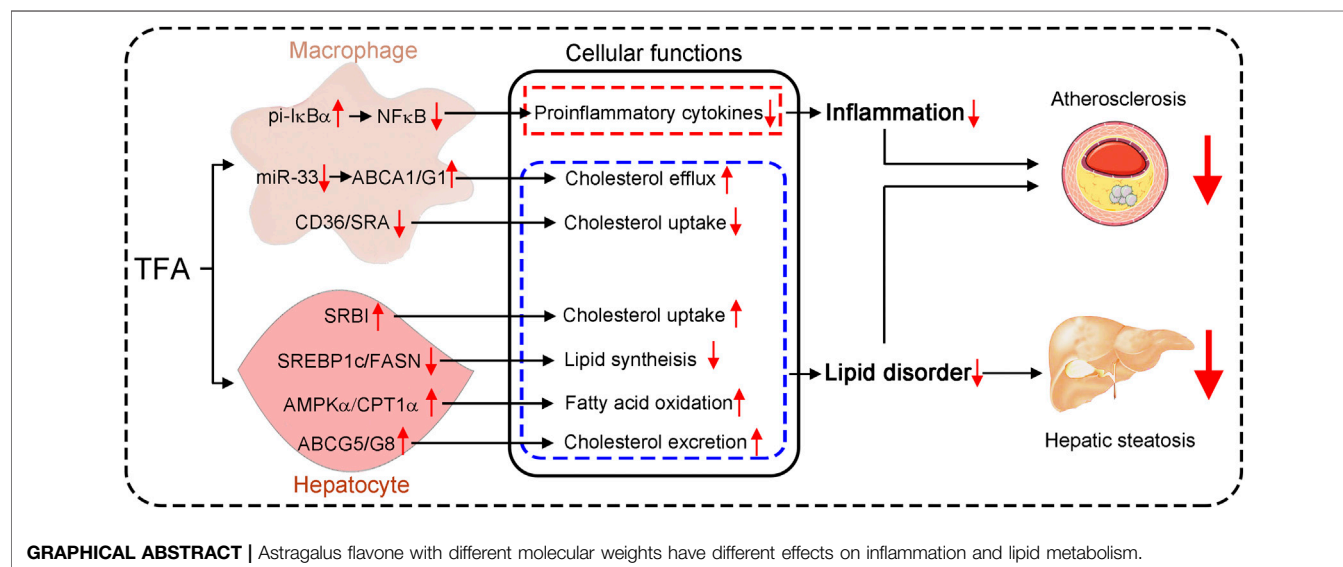 Macrophage
Cellular functions
pi-IκBα → NFκB
Proinflammatory cytokines
Inflammation
Atherosclerosis
miR-33 → ABCA1/G1
Cholesterol efflux
CD36/SRA
Cholesterol uptake
TFA
SRBI
Cholesterol uptake
SREBP1c/FASN
Lipid syntheisis
Lipid disorder
AMPKα/CPT1α
Fatty acid oxidation
ABCG5/G8
Cholesterol excretion
Hepatic steatosis
Hepatocyte
GRAPHICAL ABSTRACT | Astragalus flavone with different molecular weights have different effects on inflammation and lipid metabolism.